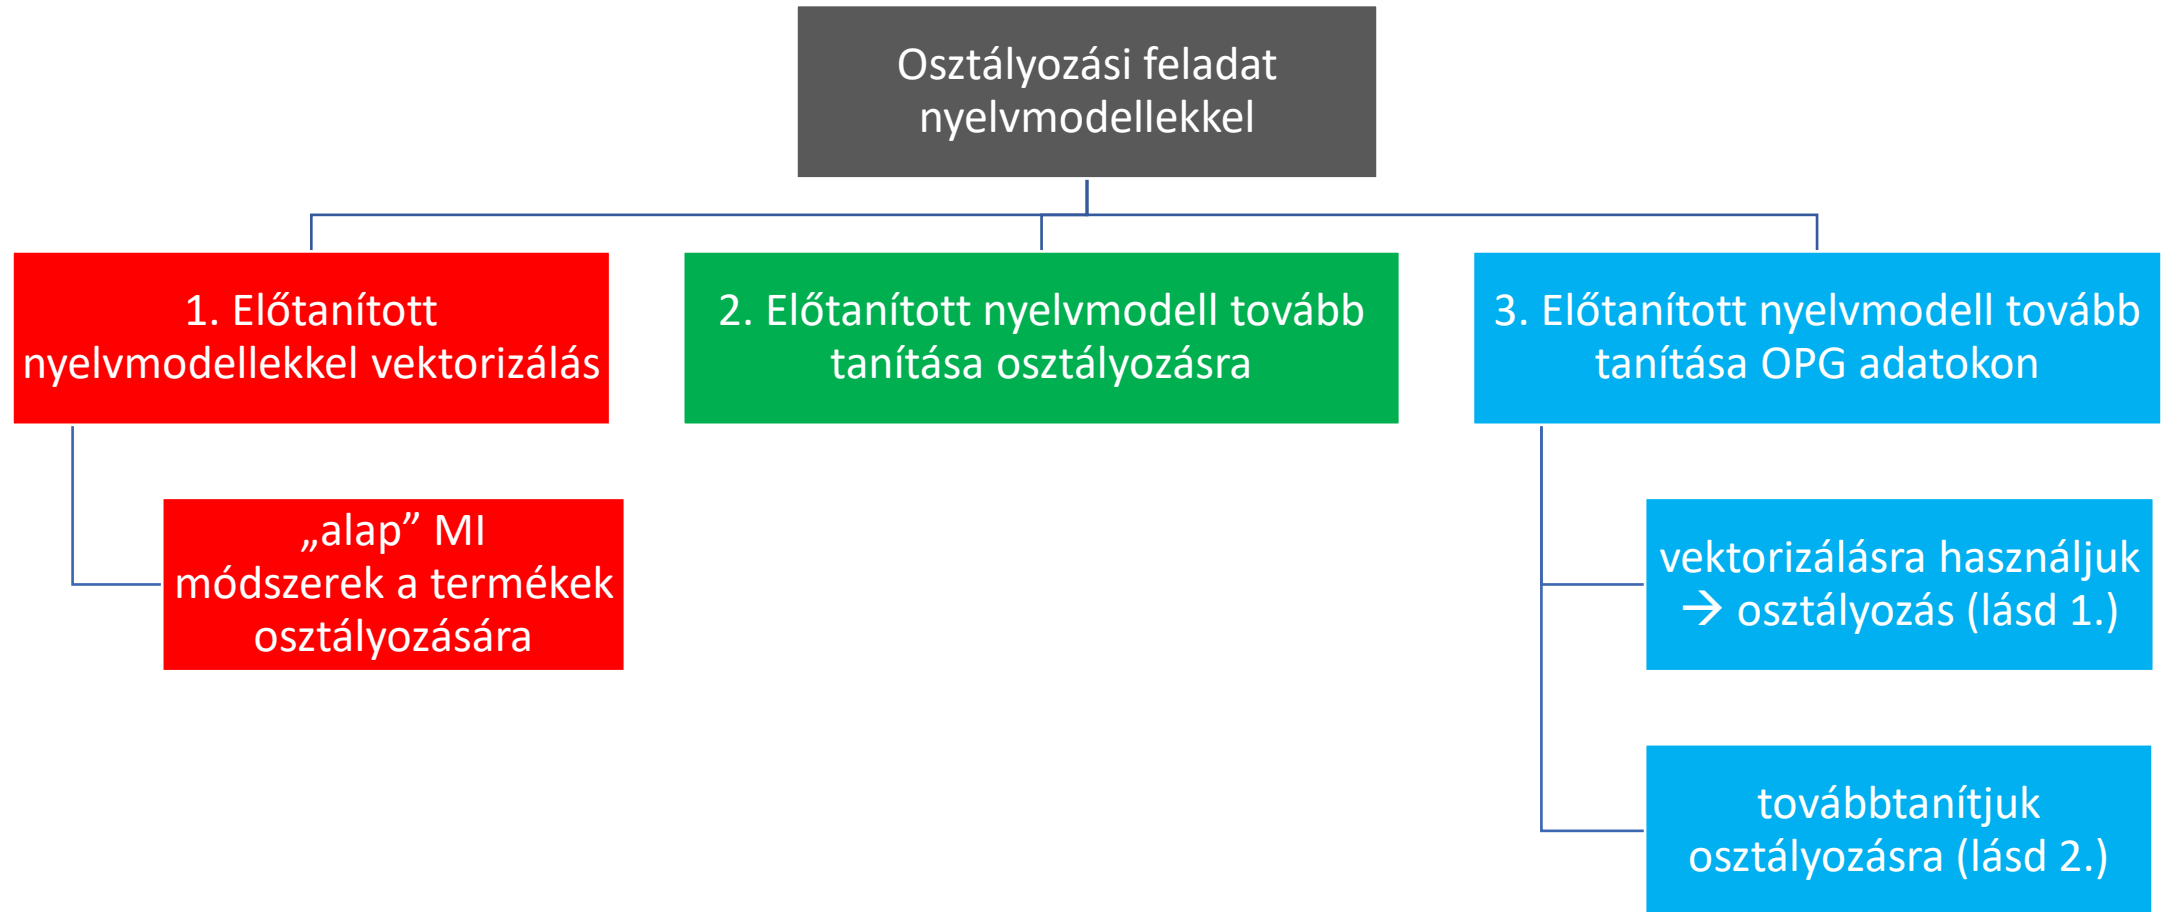 Osztályozási feladat
nyelvmodellekkel
1. Előtanított
nyelvmodellekkel vektorizálás
„alap” MI
módszerek a termékek
osztályozására
2. Előtanított nyelvmodell tovább
tanítása osztályozásra
3. Előtanított nyelvmodell tovább
tanítása OPG adatokon
vektorizálásra használjuk
→ osztályozás (lásd 1.)
továbbtanítjuk
osztályozásra (lásd 2.)